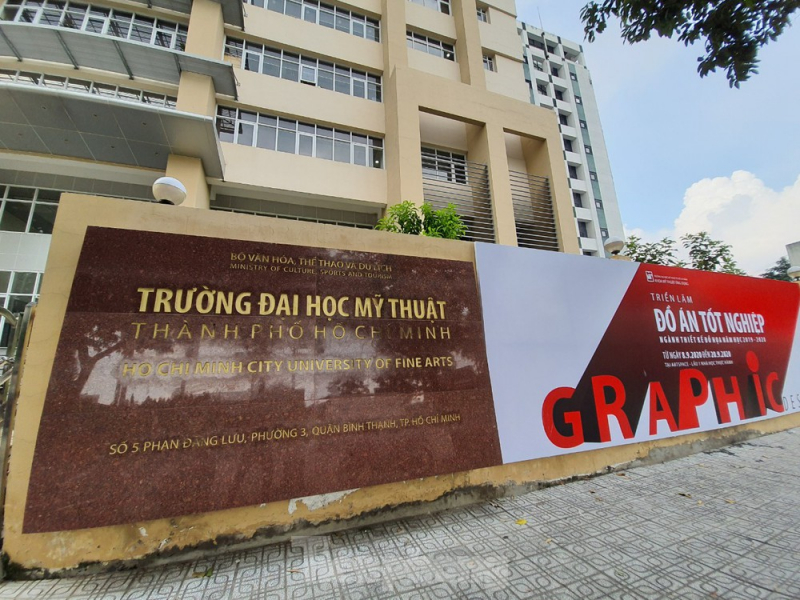 BỘ VĂN HÓA, THỂ THAO VÀ DU LỊCH
MINISTRY OF CULTURE, SPORTS AND TOURISM
TRƯỜNG ĐẠI HỌC MỸ THUẬT
THÀNH PHỐ HỒ CHÍ MINH
HO CHI MINH CITY UNIVERSITY OF FINE ARTS
SỐ 5 PHAN ĐĂNG LƯU, PHƯỜNG 3, QUẬN BÌNH THẠNH, TP. HỒ CHÍ MINH
TRIỂN LÃM
ĐỒ ÁN TỐT NGHIỆP
NGÀNH THIẾT KẾ ĐỒ HỌA NĂM HỌC 2019 - 2020
TỪ NGÀY 8.9.2020 ĐẾN 20.9.2020
GRAPHiC
DES